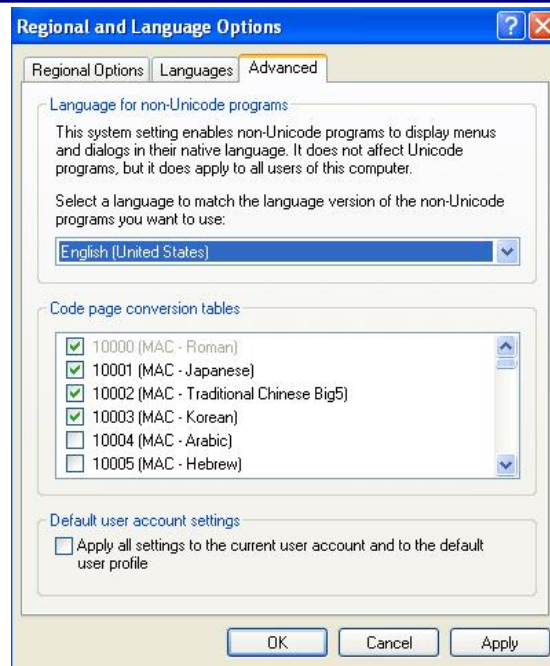 Regional and Language Options
Regional Options
Languages
Advanced
Language for non-Unicode programs
This system setting enables non-Unicode programs to display menus
and dialogs in their native language. It does not affect Unicode
programs, but it does apply to all users of this computer.
Select a language to match the language version of the non-Unicode
programs you want to use:
English (United States)
Code page conversion tables
10000 (MAC - Roman)
10001 (MAC - Japanese)
10002 (MAC - Traditional Chinese Big5)
10003 (MAC - Korean)
10004 (MAC - Arabic)
10005 (MAC - Hebrew)
Default user account settings
Apply all settings to the current user account and to the default
user profile
OK
Cancel
Apply